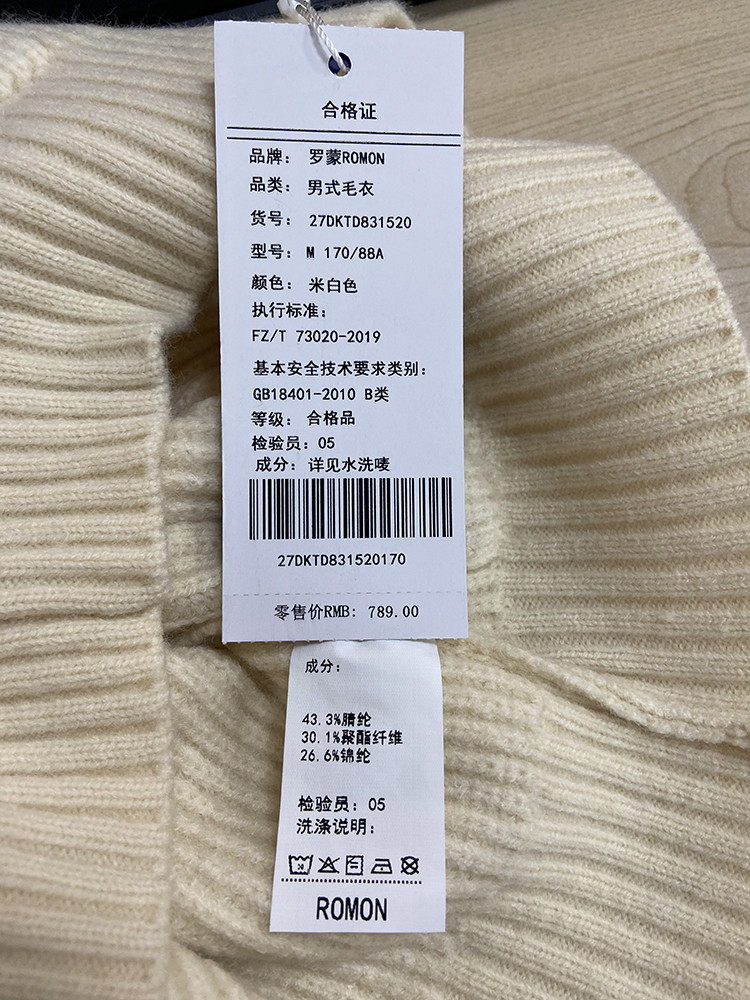 合格证
品牌：罗蒙ROMON
品类：男式毛衣
货号：27DKTD831520
型号：M 170/88A
颜色：米白色
执行标准：
FZ/T 73020-2019
基本安全技术要求类别：
GB18401-2010 B类
等级：合格品
检验员：05
成分：详见水洗唛
27DKTD831520170
零售价RMB: 789.00
成分：
43.3%腈纶
30.1%聚酯纤维
26.6%锦纶
检验员：05
洗涤说明：
ROMON